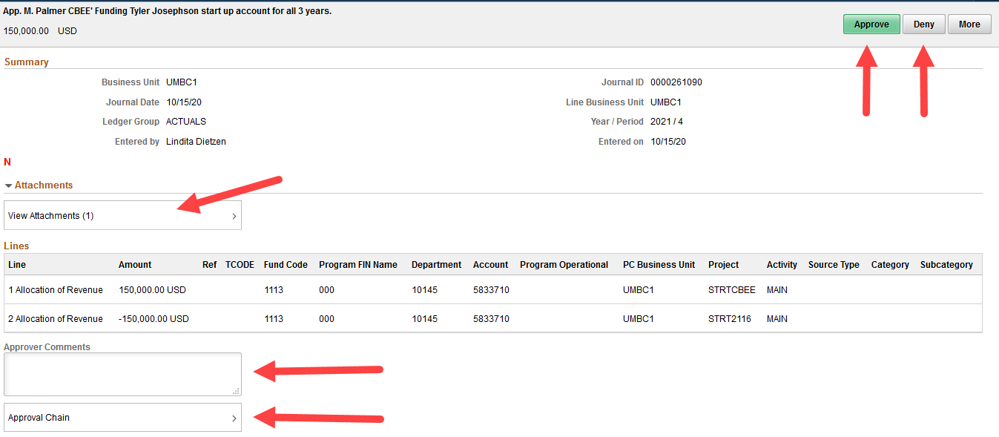 App. M. Palmer CBEE' Funding Tyler Josephson start up account for all 3 years.
150,000.00 USD
Approve Deny More
Summary
Business Unit UMBC1 Journal ID 0000261090
Journal Date 10/15/20 Line Business Unit UMBC1
Ledger Group ACTUALS Year / Period 2021 / 4
Entered by Lindita Dietzen Entered on 10/15/20
N
Attachments
View Attachments (1)
Lines
Line Amount Ref TCODE Fund Code Program FIN Name Department Account Program Operational PC Business Unit Project Activity Source Type Category Subcategory
1 Allocation of Revenue 150,000.00 USD 1113 000 10145 5833710 UMBC1 STRTCBEE MAIN
2 Allocation of Revenue -150,000.00 USD 1113 000 10145 5833710 UMBC1 STRT2116 MAIN
Approver Comments
Approval Chain